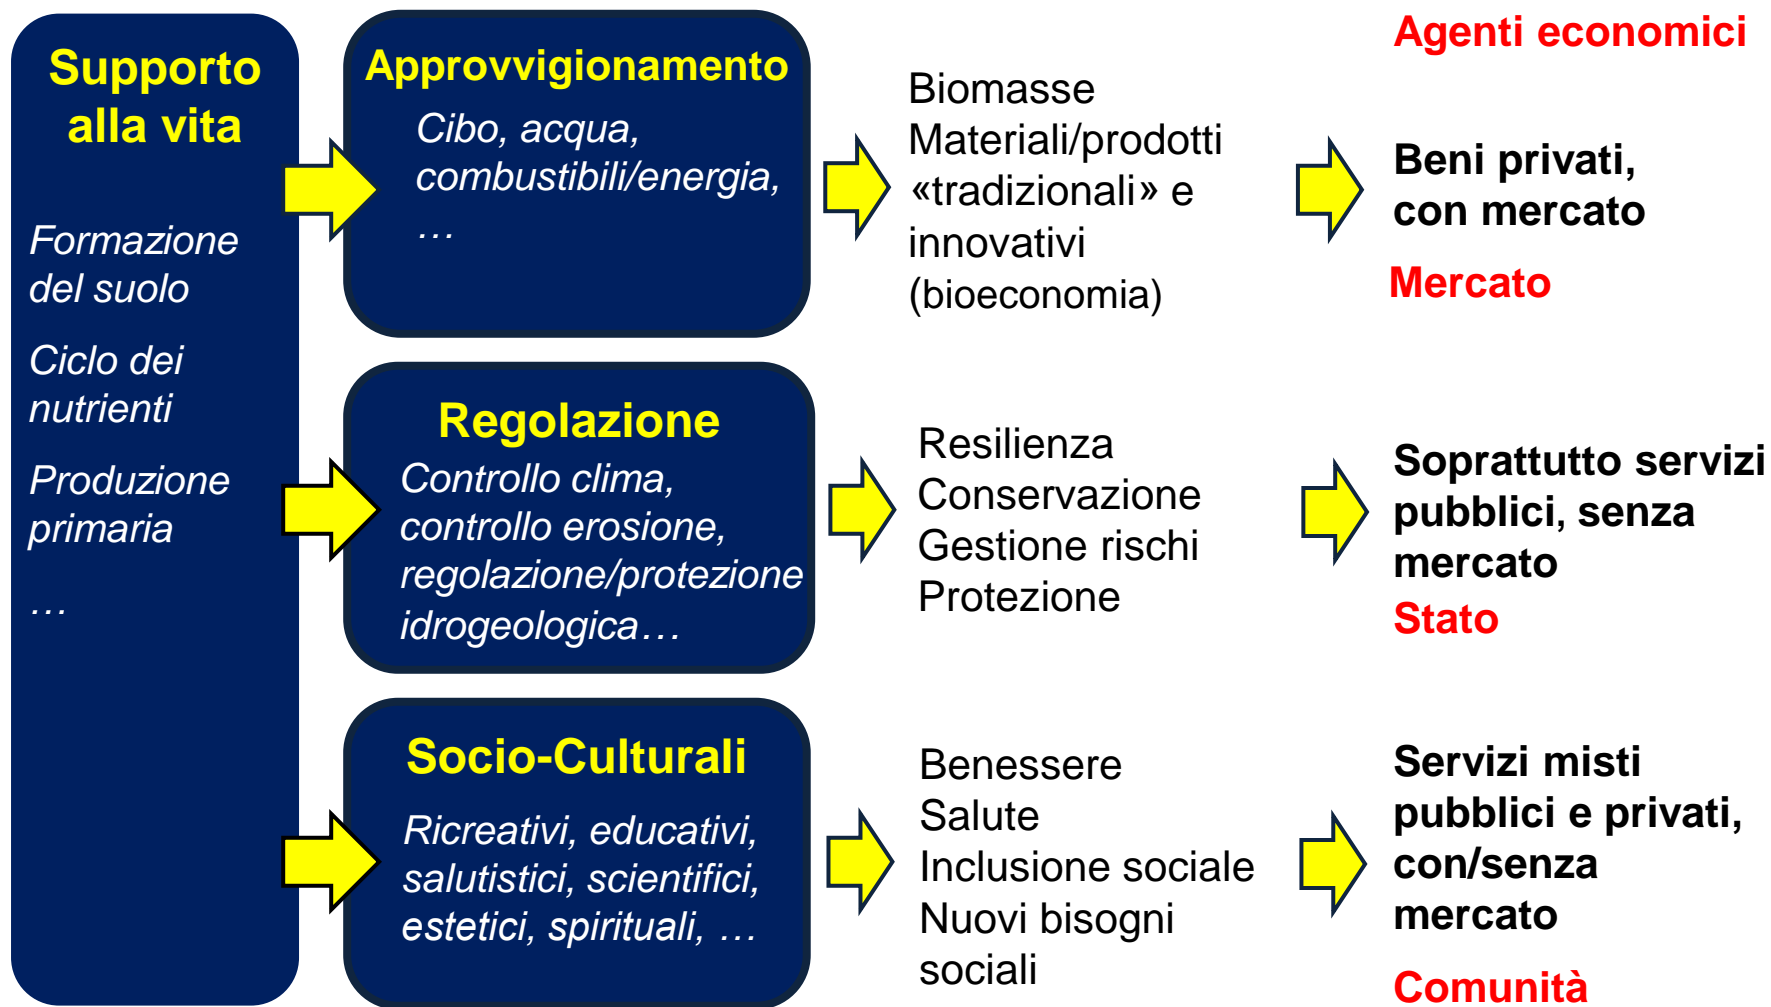 Supporto
alla vita
Formazione
del suolo
Ciclo dei
nutrienti
Produzione
primaria
…
Approvvigionamento
Cibo, acqua,
combustibili/energia,
…
Biomasse
Materiali/prodotti
«tradizionali» e
innovativi
(bioeconomia)
Agenti economici
Beni privati,
con mercato
Mercato
Regolazione
Controllo clima,
controllo erosione,
regolazione/protezione
idrogeologica…
Resilienza
Conservazione
Gestione rischi
Protezione
Soprattutto servizi
pubblici, senza
mercato
Stato
Socio-Culturali
Ricreativi, educativi,
salutistici, scientifici,
estetici, spirituali, …
Benessere
Salute
Inclusione sociale
Nuovi bisogni
sociali
Servizi misti
pubblici e privati,
con/senza
mercato
Comunità